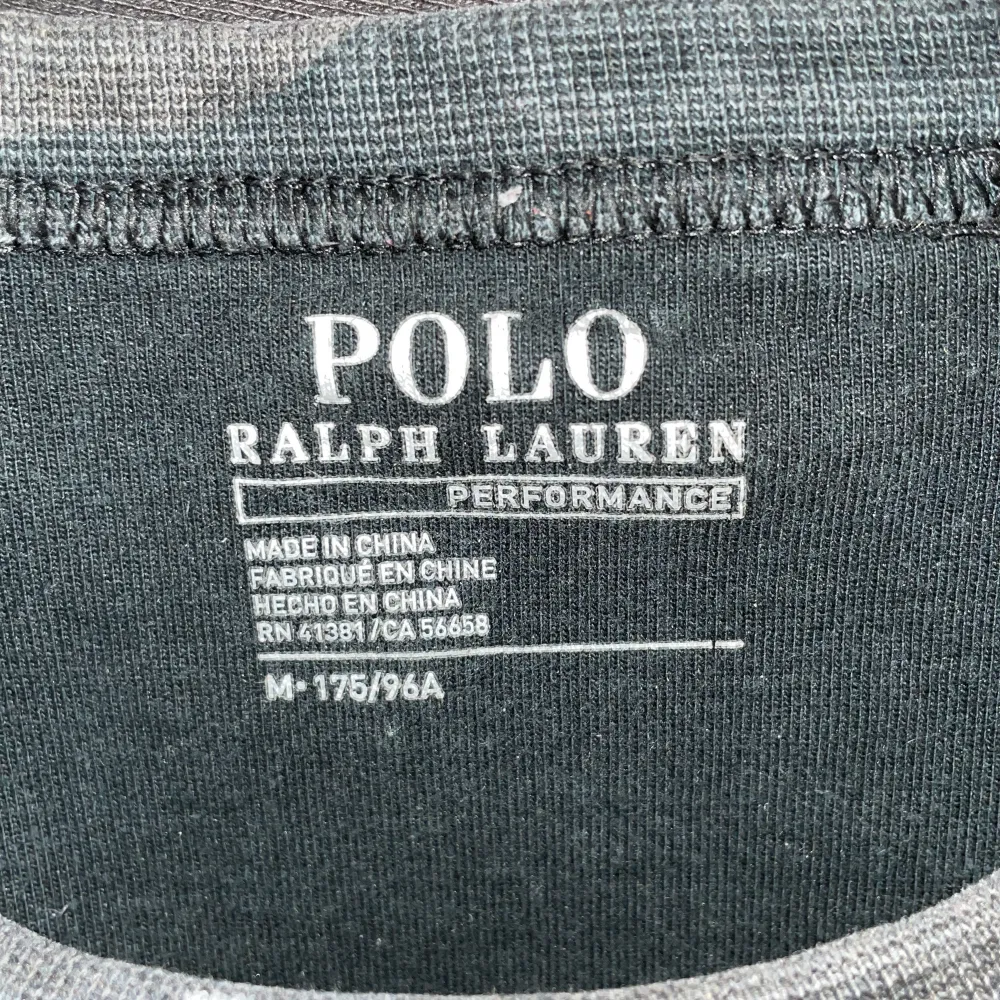 POLO
RALPH LAUREN
PERFORMANCE
MADE IN CHINA
FABRIQUÉ EN CHINE
HECHO EN CHINA
RN 41381/CA 56658
M• 175/96A